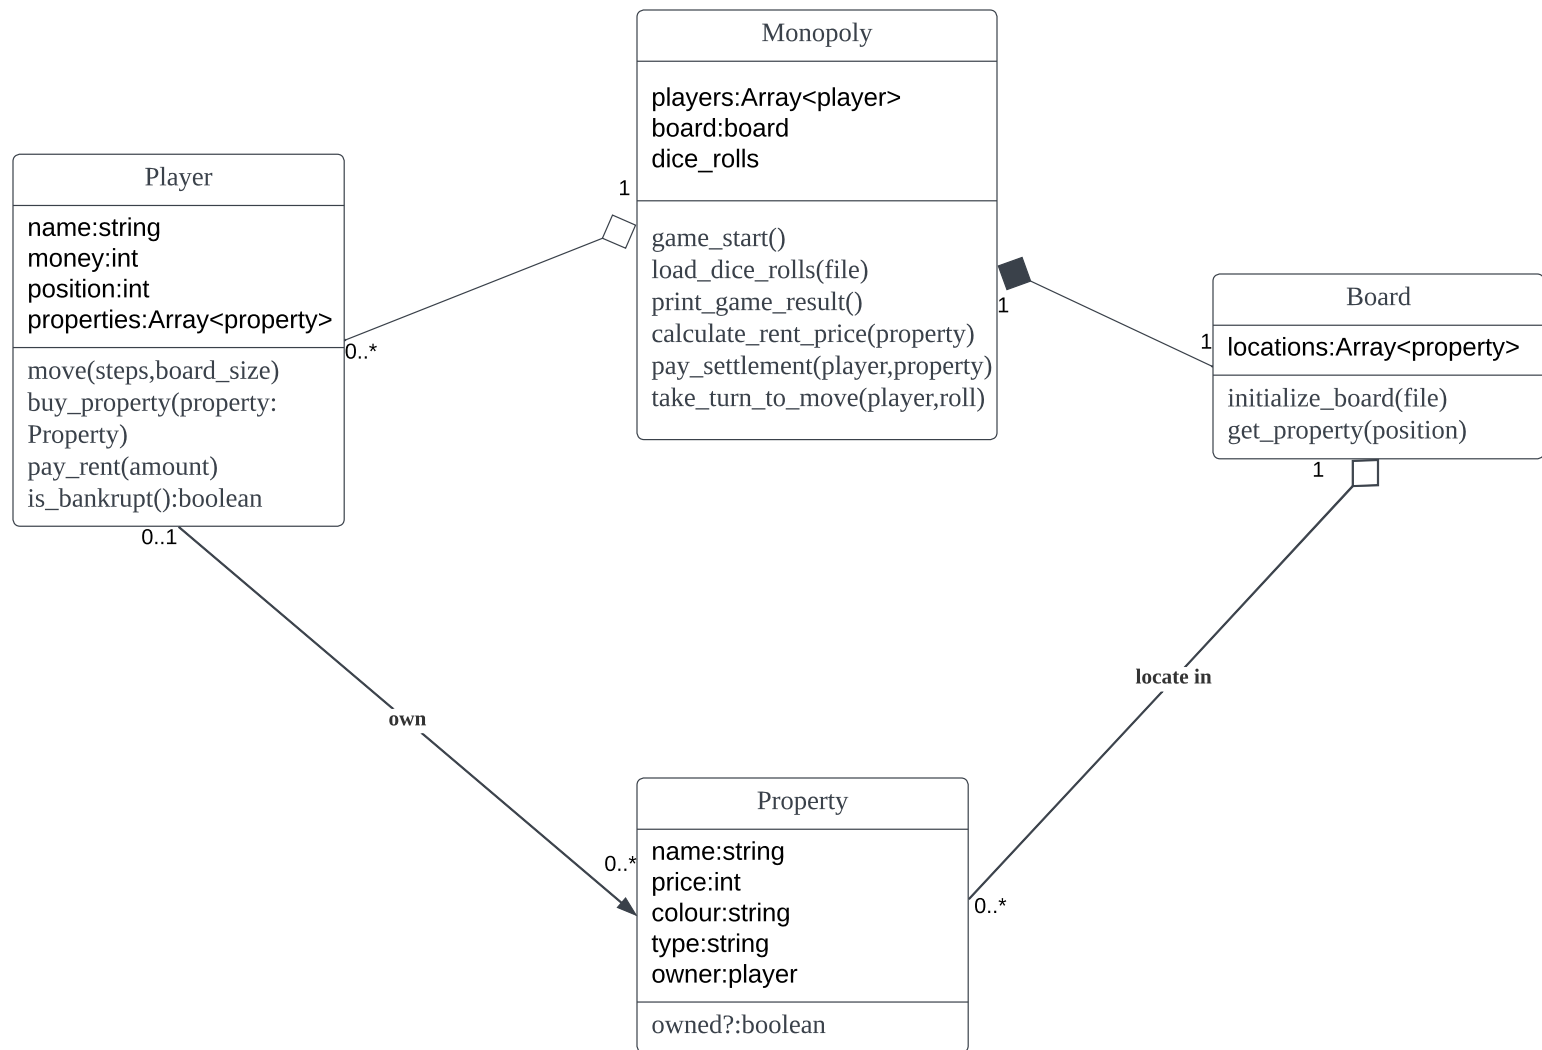 Monopoly
players:Array<player>
board:board
dice_rolls
game_start()
load_dice_rolls(file)
print_game_result()
calculate_rent_price(property)
pay_settlement(player,property)
take_turn_to_move(player,roll)
Player
name:string
money:int
position:int
properties:Array<property>
move(steps,board_size)
buy_property(property:
Property)
pay_rent(amount)
is_bankrupt():boolean
1
0..*
1
1
Board
locations:Array<property>
initialize_board(file)
get_property(position)
1
0..1
own
locate in
0..*
0..*
Property
name:string
price:int
colour:string
type:string
owner:player
owned?:boolean